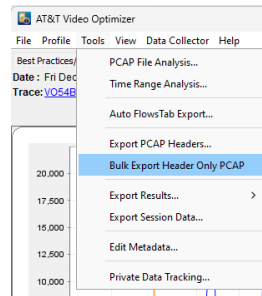 AT&T Video Optimizer
File Profile Tools View Data Collector Help
Best Practices/
Date : Fri Dec
Trace: VO54B
PCAP File Analysis...
Time Range Analysis...
Auto FlowsTab Export...
Export PCAP Headers...
Bulk Export Header Only PCAP
Export Results... >
Export Session Data...
Edit Metadata...
Private Data Tracking...
20,000
17,500
15,000
12,500
10,000